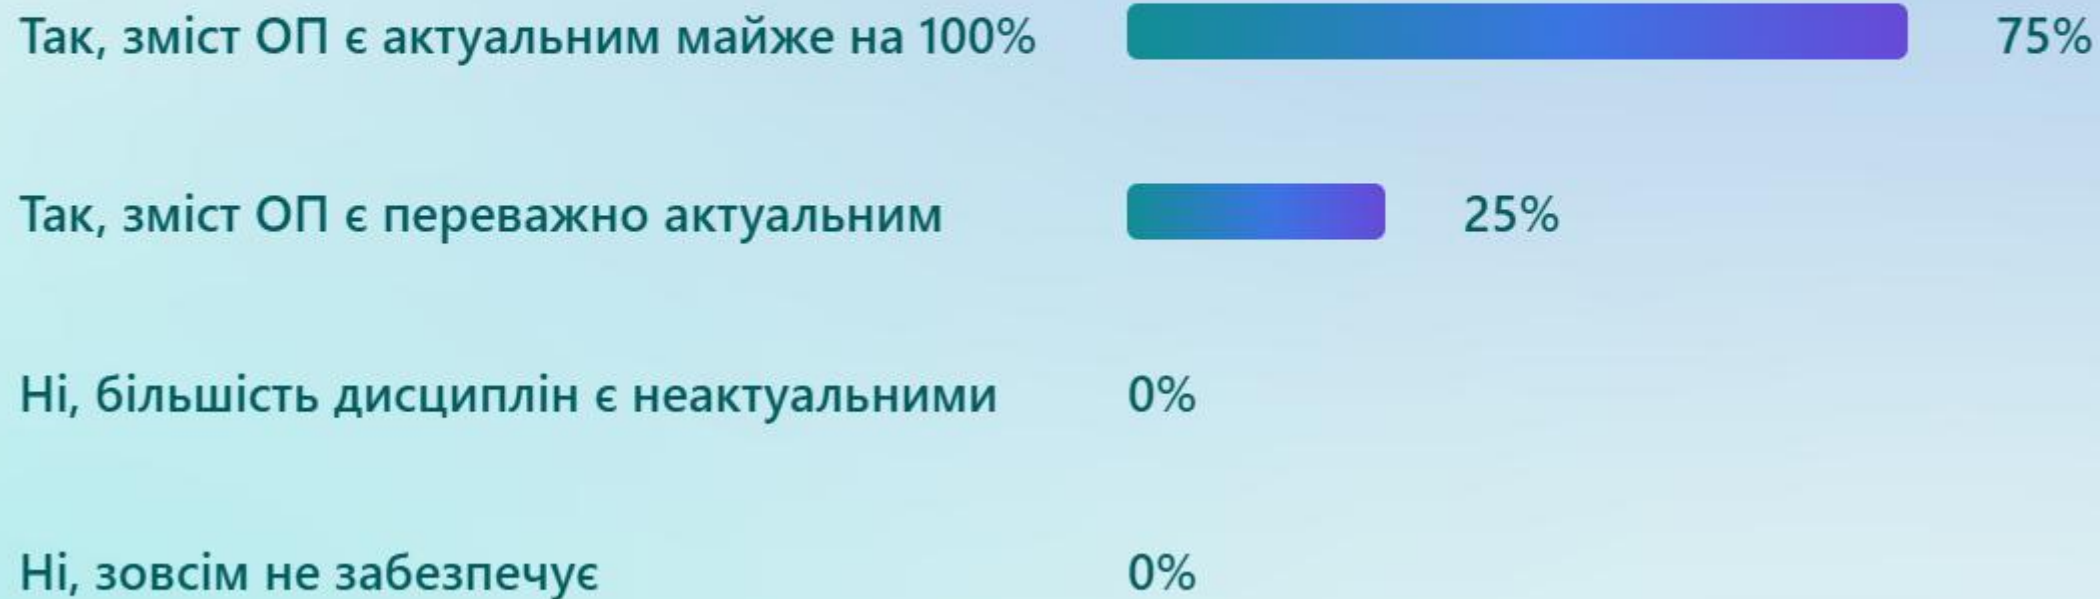 Так, зміст ОП є актуальним майже на 100% 75%
Так, зміст ОП є переважно актуальним 25%
Ні, більшість дисциплін є неактуальними 0%
Ні, зовсім не забезпечує 0%